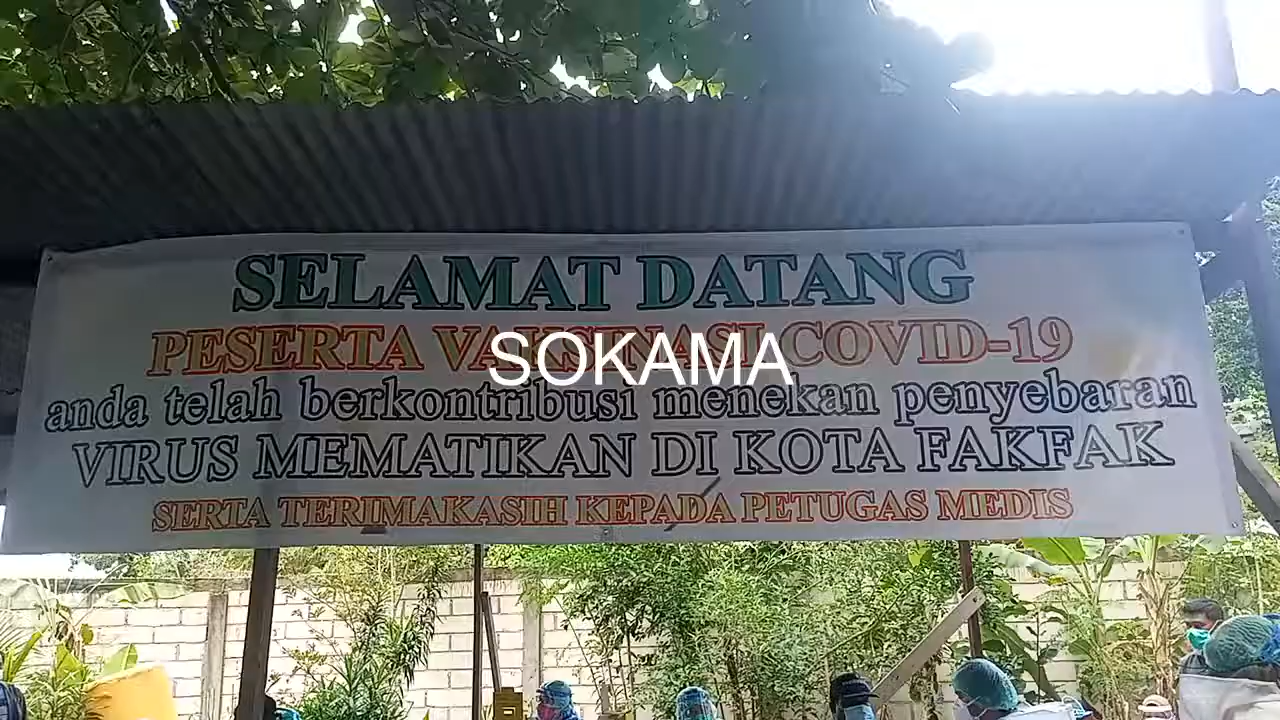 SELAMAT DATANG
PESERTA VAKSINASI COVID-19
SOKAMA
anda telah berkontribusi menekan penyebaran
VIRUS MEMATIKAN DI KOTA FAKFAK
SERTA TERIMAKASIH KEPADA PETUGAS MEDIS